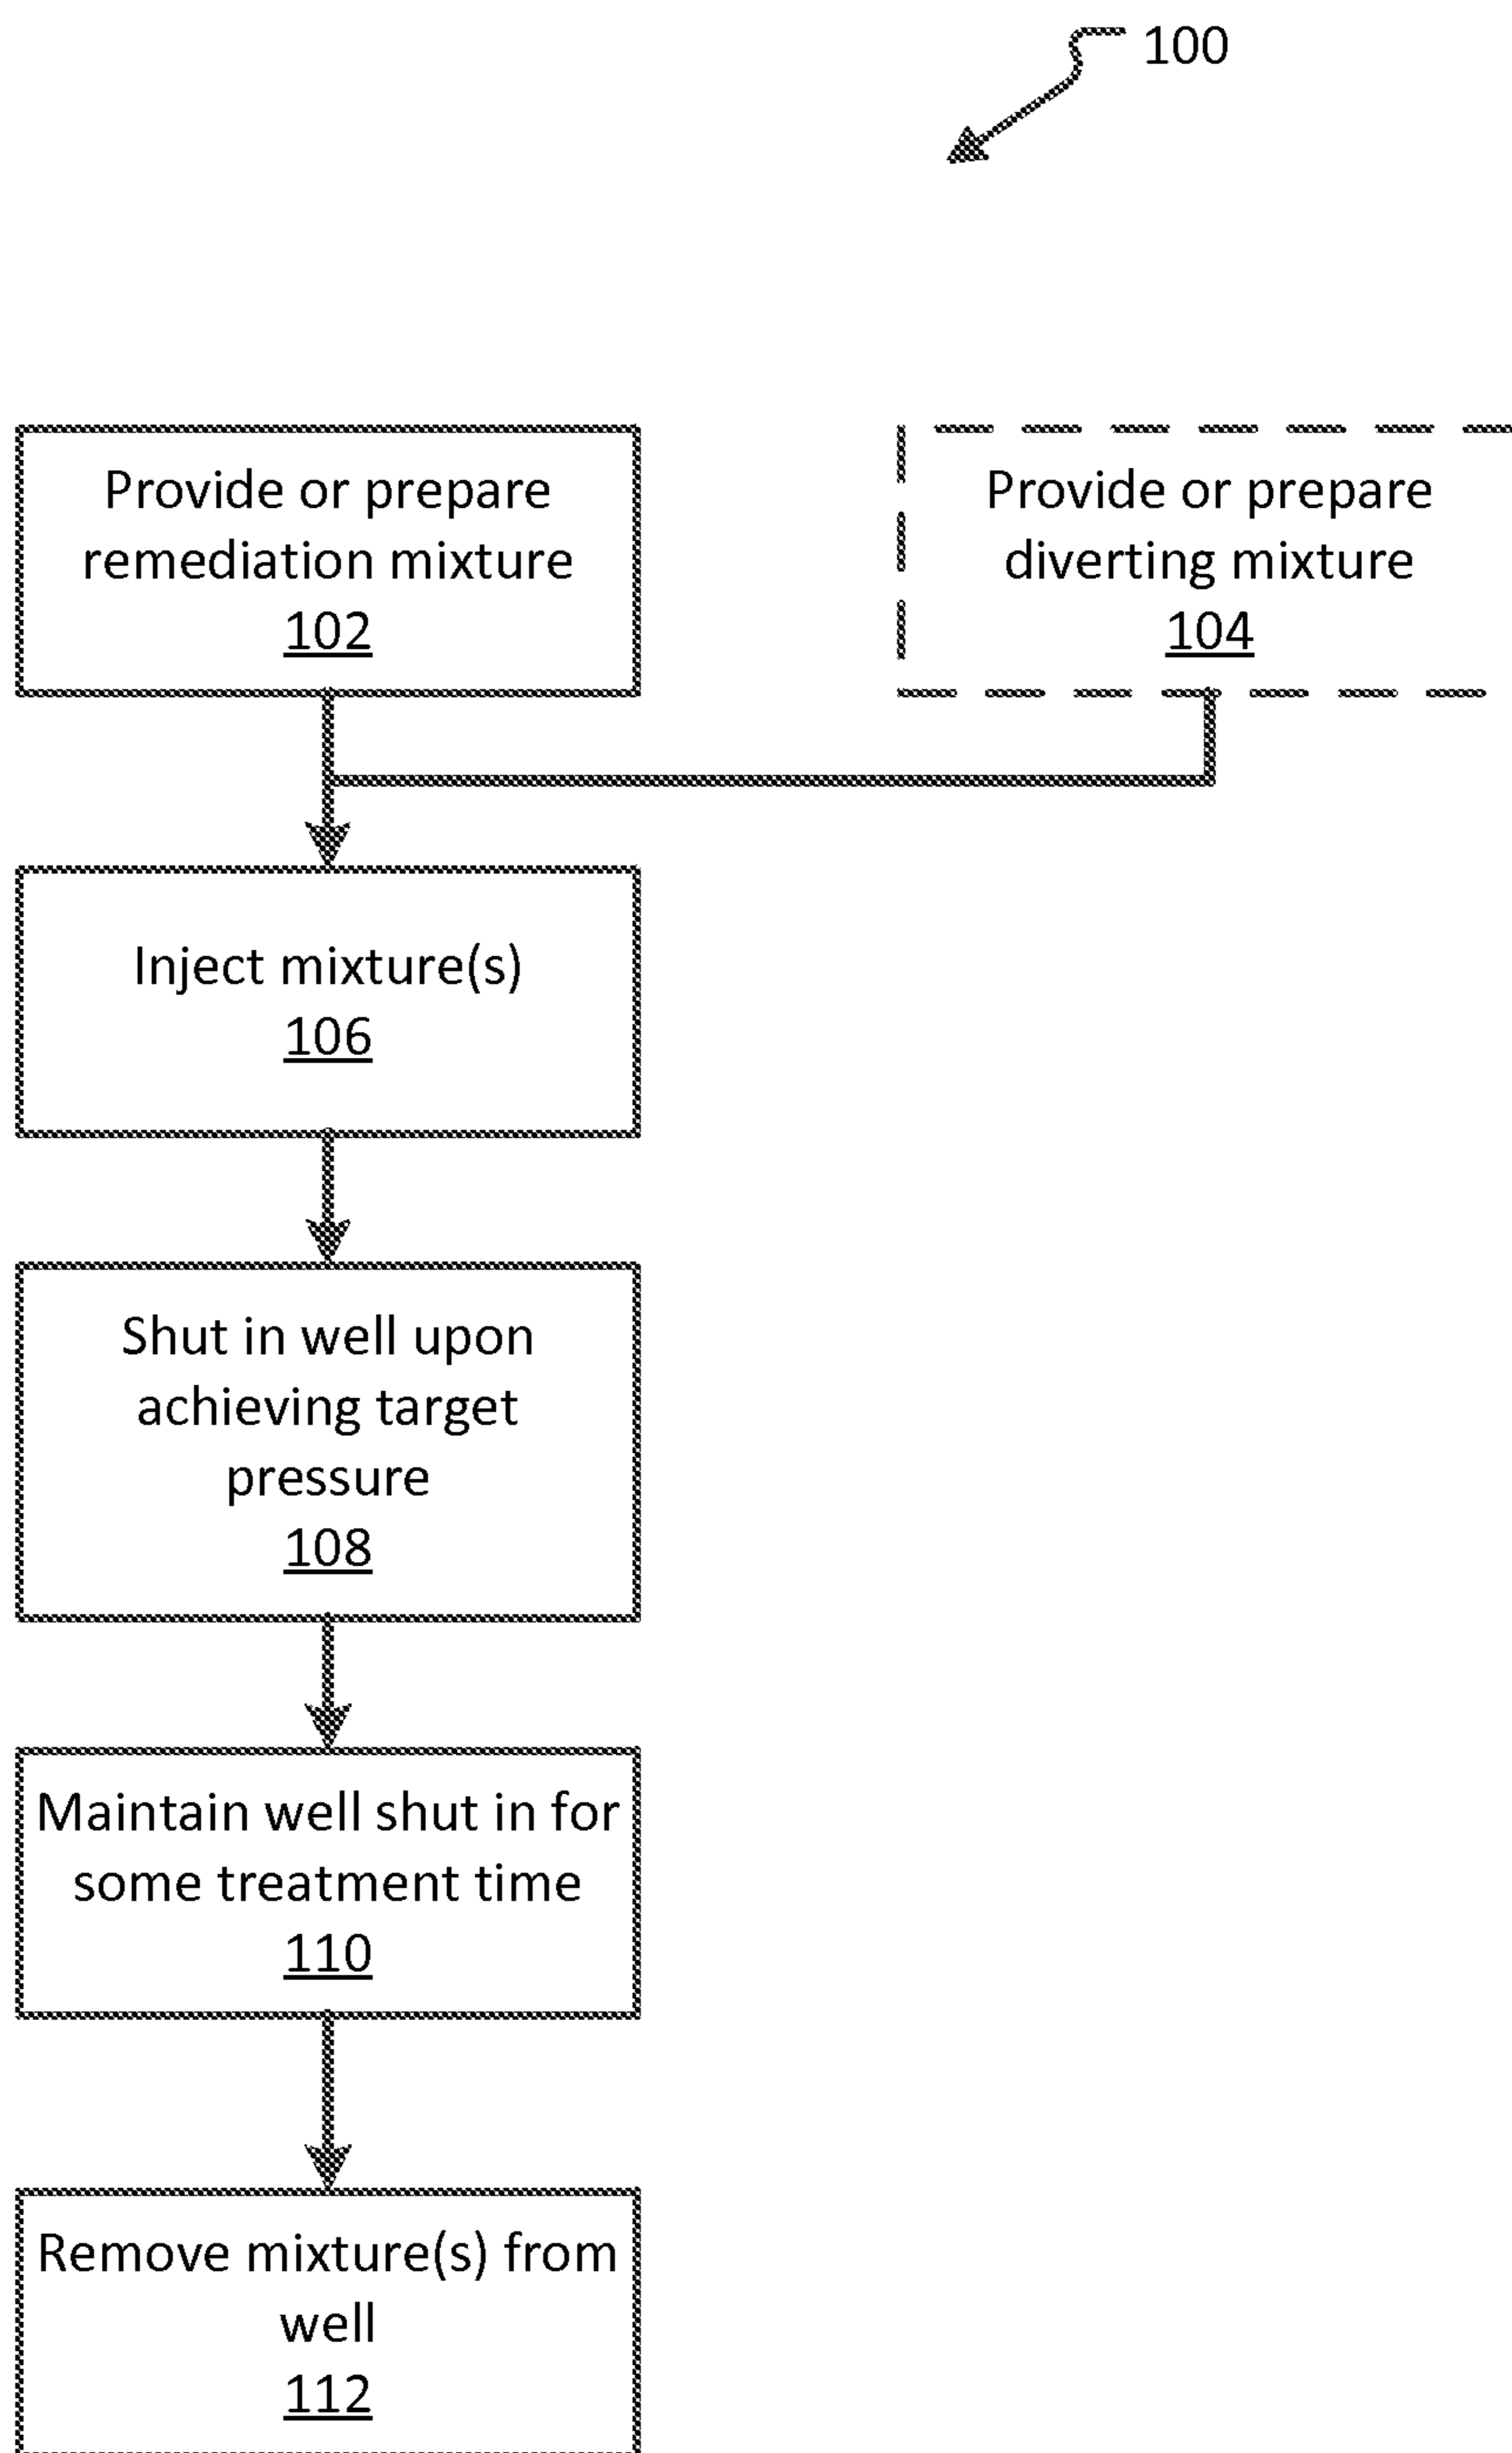 100
Provide or prepare
remediation mixture
102
Provide or prepare
diverting mixture
104
Inject mixture(s)
106
Shut in well upon
achieving target
pressure
108
Maintain well shut in for
some treatment time
110
Remove mixture(s) from
well
112